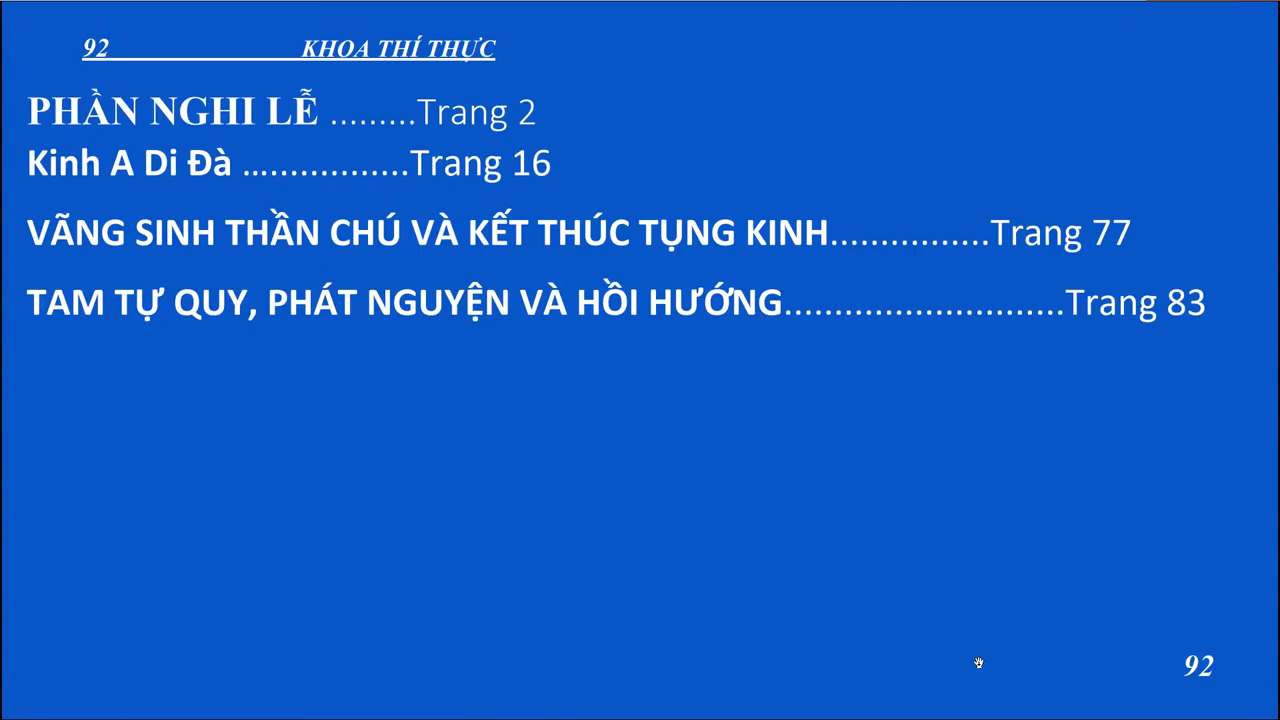 92 KHOA THÍ THỰC
PHẦN NGHI LỄ .........Trang 2
Kinh A Di Đà .................Trang 16
VÃNG SINH THẦN CHÚ VÀ KẾT THÚC TỤNG KINH................Trang 77
TAM TỰ QUY, PHÁT NGUYỆN VÀ HỒI HƯỚNG............................Trang 83
92